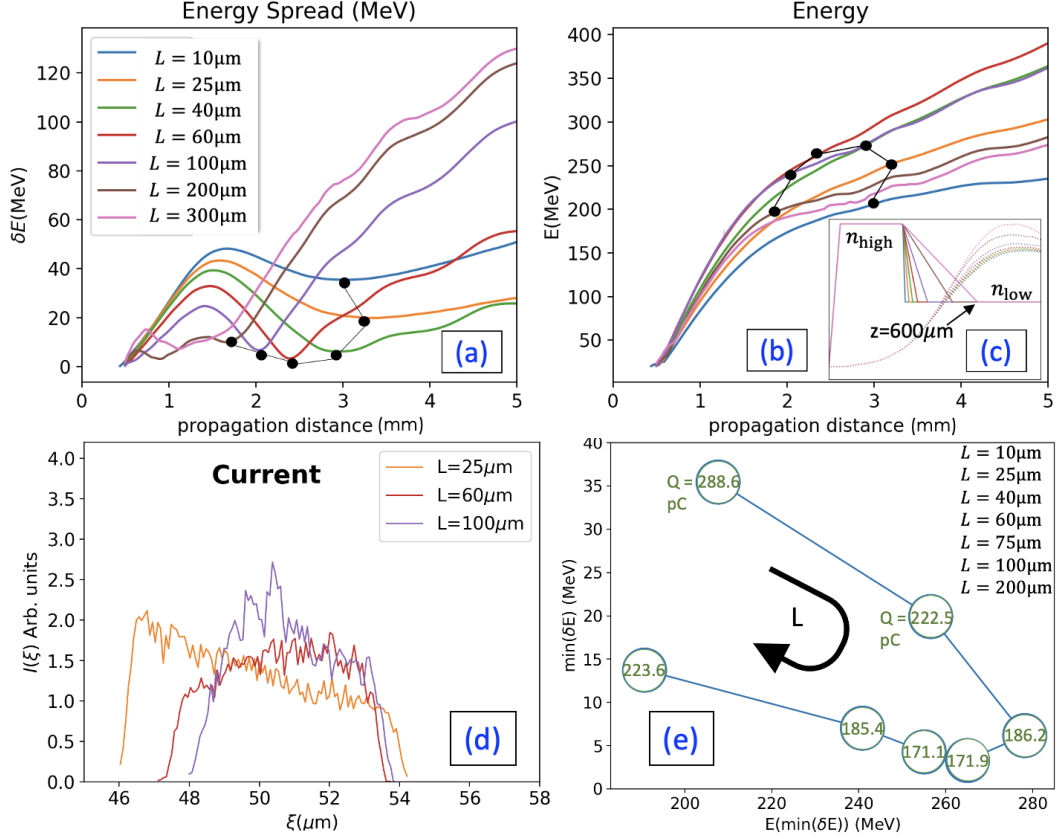 Energy Spread (MeV)
δE(MeV)
120
100
80
60
40
20
0
L = 10μm
L = 25μm
L = 40μm
L = 60μm
L = 100μm
L = 200μm
L = 300μm
(a)
0 1 2 3 4 5
propagation distance (mm)
Energy
E(MeV)
400
350
300
250
200
150
100
50
(b)
n_high
n_low
z=600μm
(c)
0 1 2 3 4 5
propagation distance (mm)
Current
I(ξ) Arb. units
4.0
3.5
3.0
2.5
2.0
1.5
1.0
0.5
0.0
L=25μm
L=60μm
L=100μm
(d)
46 48 50 52 54 56 58
ξ(μm)
min(δE) (MeV)
40
35
30
25
20
15
10
5
0
L = 10μm
L = 25μm
L = 40μm
L = 60μm
L = 75μm
L = 100μm
L = 200μm
Q = 288.6
pC
L
Q = 222.5
pC
223.6
185.4
171.1
171.9
186.2
(e)
200 220 240 260 280
E(min(δE)) (MeV)